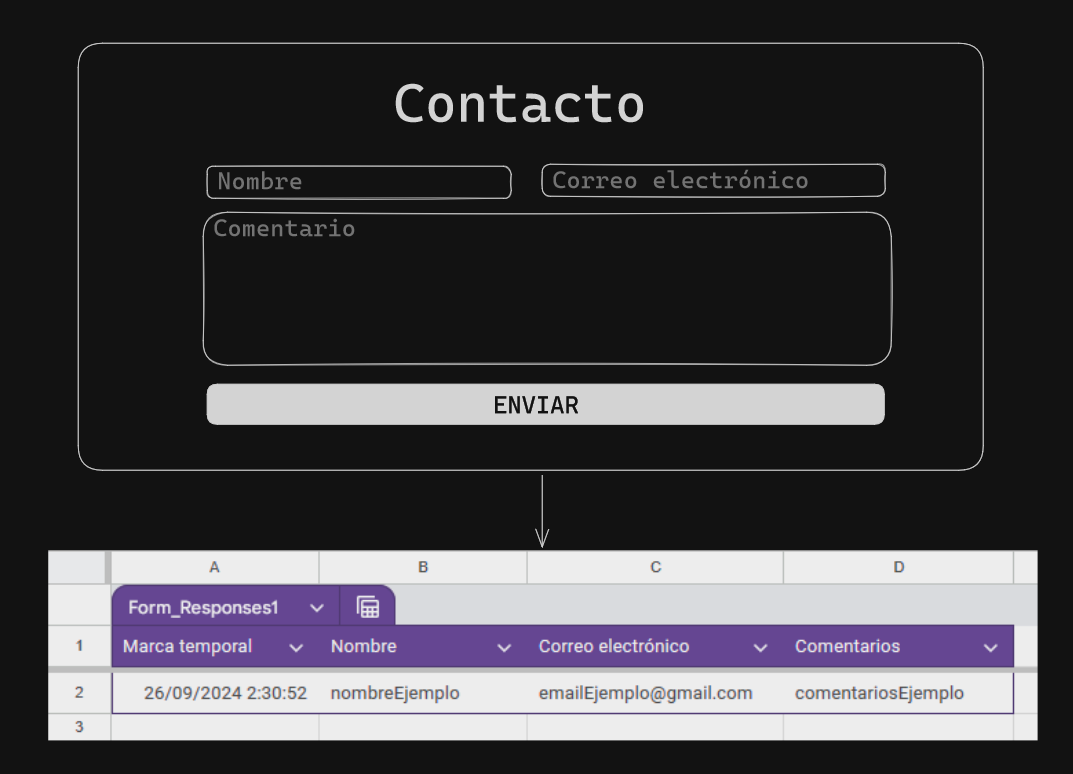 Contacto
Nombre Correo electrónico
Comentario
ENVIAR
A B C D
Form_Responses1
1 Marca temporal Nombre Correo electrónico Comentarios
2 26/09/2024 2:30:52 nombreEjemplo emailEjemplo@gmail.com comentariosEjemplo
3